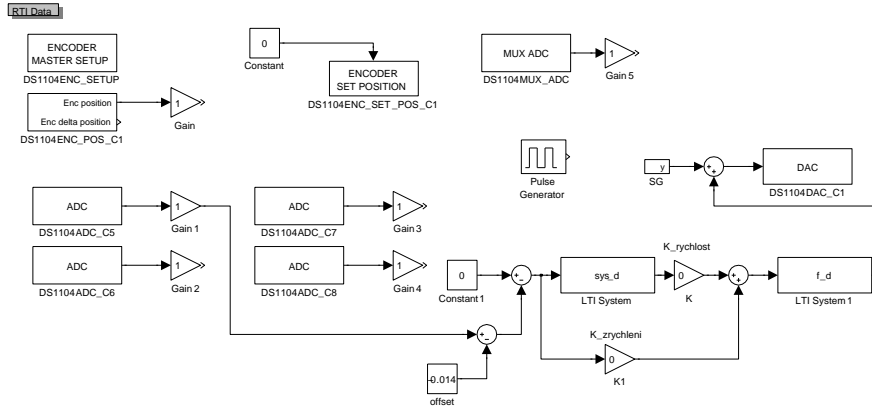 RTI Data
ENCODER
MASTER SETUP
DS1104ENC_SETUP
0
Constant
ENCODER
SET POSITION
DS1104ENC_SET _POS_C1
MUX ADC
DS1104MUX_ADC
1
Gain 5
Enc position
Enc delta position
DS1104ENC_POS_C1
1
Gain
Pulse
Generator
y
SG
+
+
DAC
DS1104DAC_C1
ADC
DS1104ADC_C5
1
Gain 1
ADC
DS1104ADC_C7
1
Gain 3
ADC
DS1104ADC_C6
1
Gain 2
ADC
DS1104ADC_C8
1
Gain 4
0
Constant 1
+
−
sys_d
LTI System
K_rychlost
0
K
+
+
f_d
LTI System 1
+
−
K_zrychleni
0
K1
-0.014
offset